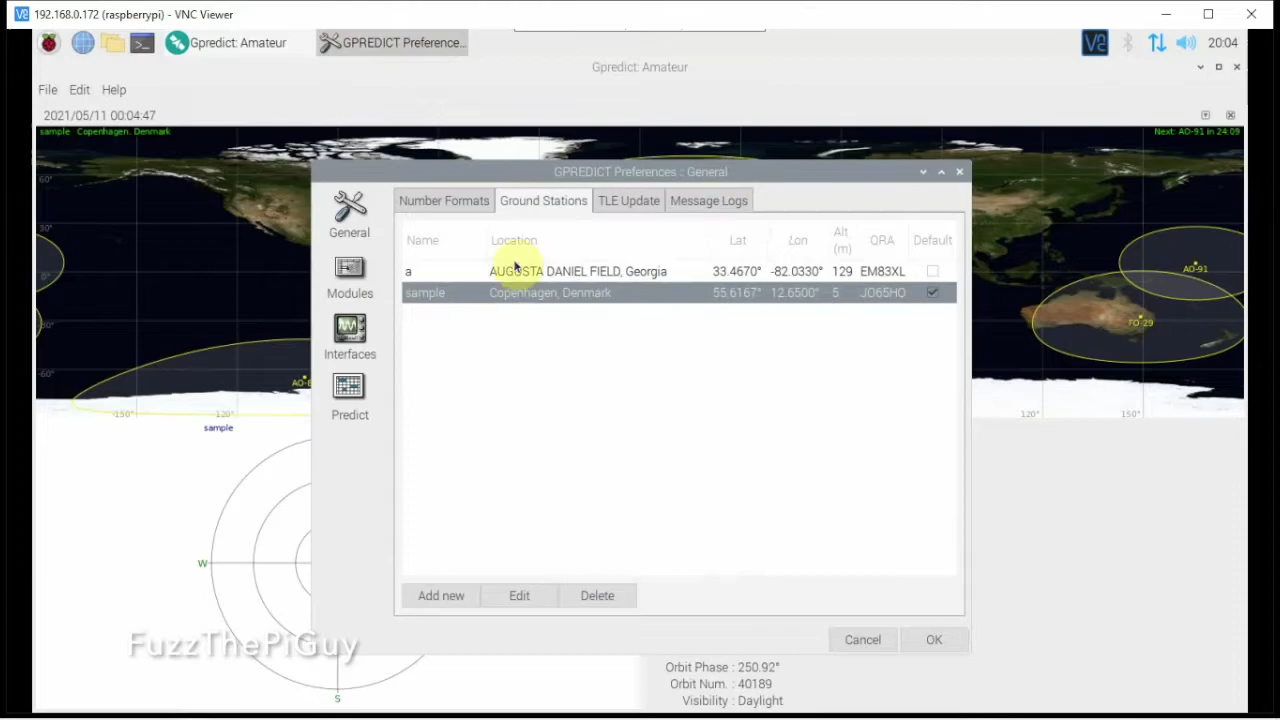 192.168.0.172 (raspberrypi) - VNC Viewer
Gpredict: Amateur
GPREDICT Preference...
20:04
Gpredict: Amateur
File Edit Help
2021/05/11 00:04:47
sample Copenhagen, Denmark
Next: AO-91 in 24:09
GPREDICT Preferences :: General
General
Modules
Interfaces
Predict
Number Formats Ground Stations TLE Update Message Logs
Name Location Lat Lon Alt (m) QRA Default
a AUGUSTA DANIEL FIELD, Georgia 33.4670° -82.0330° 129 EM83XL
sample Copenhagen, Denmark 55.6167° 12.6500° 5 JO65HO
AO-91
FO-29
-150° -120° 120° 150°
sample
W
S
Add new Edit Delete
Cancel OK
FuzzThePiGuy
Orbit Phase : 250.92°
Orbit Num. : 40189
Visibility : Daylight